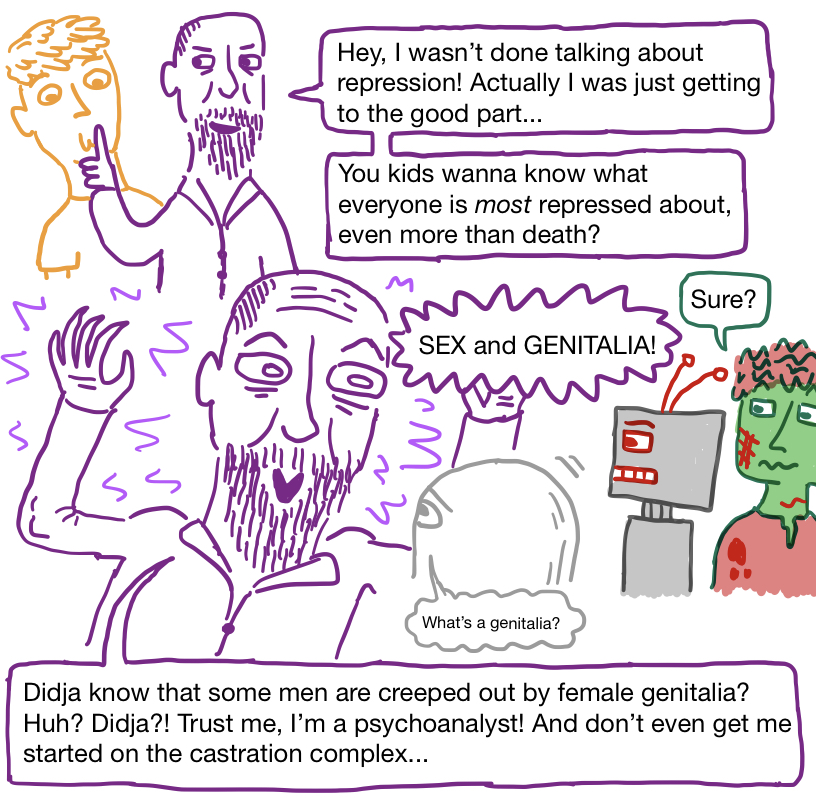 Hey, I wasn't done talking about
repression! Actually I was just getting
to the good part...
You kids wanna know what
everyone is most repressed about,
even more than death?
SEX and GENITALIA!
Sure?
What's a genitalia?
Didja know that some men are creeped out by female genitalia?
Huh? Didja?! Trust me, I'm a psychoanalyst! And don't even get me
started on the castration complex...